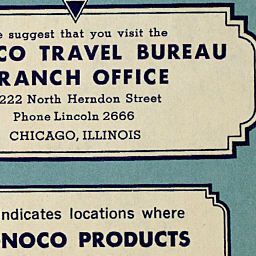 suggest that you visit the
CO TRAVEL BUREAU
RANCH OFFICE
222 North Herndon Street
Phone Lincoln 2666
CHICAGO, ILLINOIS
ndicates locations where
NOCO PRODUCTS